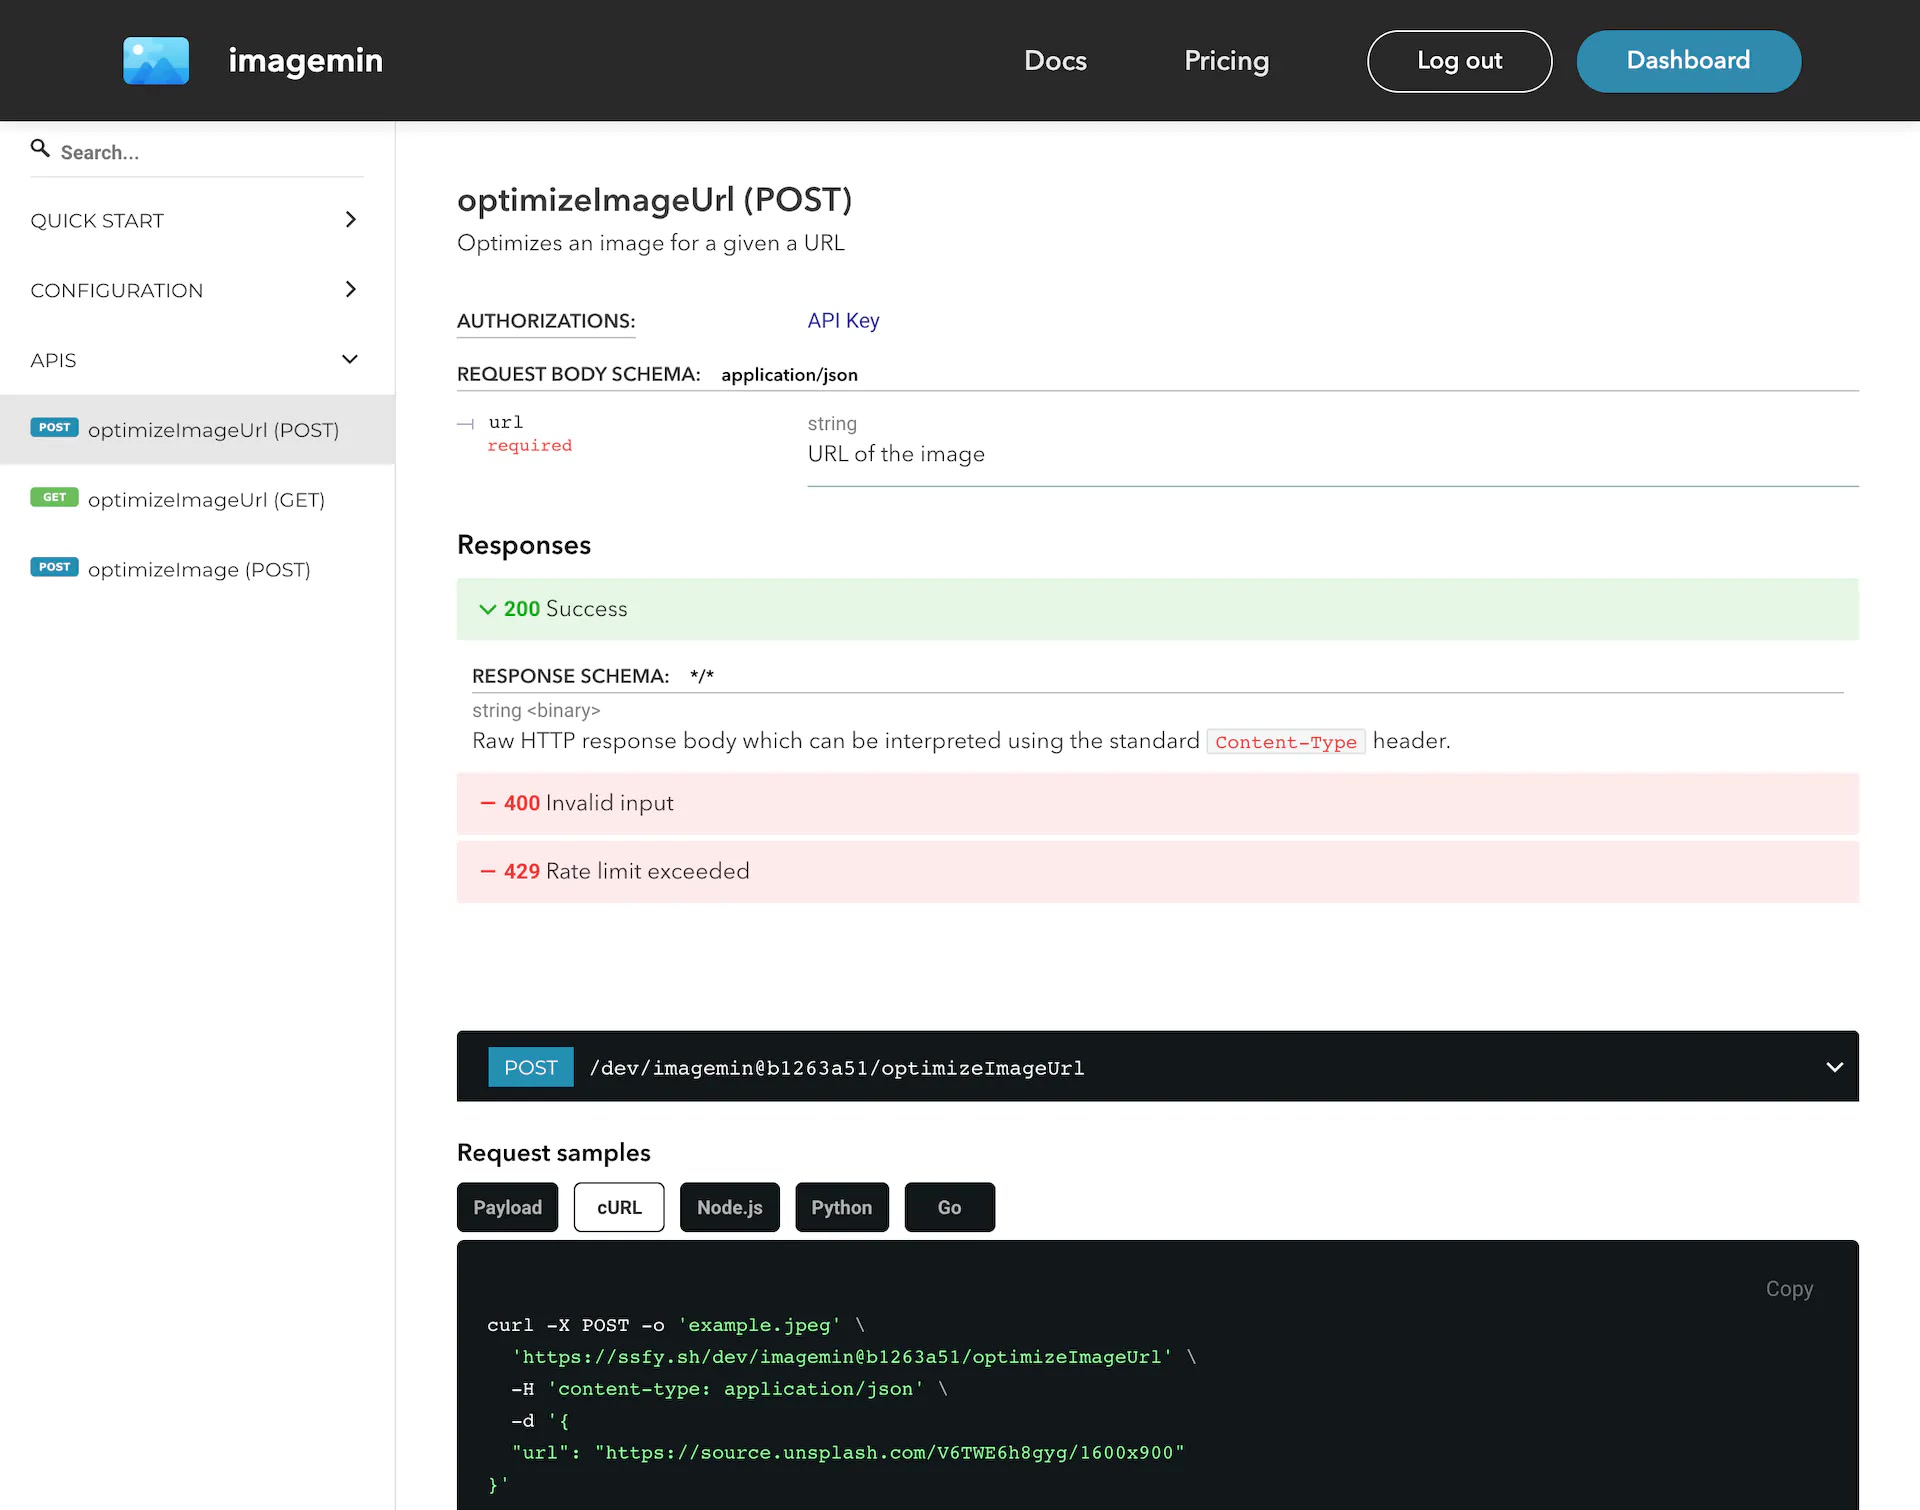 imagemin
Docs
Pricing
Log out
Dashboard
Search...
QUICK START
CONFIGURATION
APIS
POST optimizeImageUrl (POST)
GET optimizeImageUrl (GET)
POST optimizeImage (POST)
optimizeImageUrl (POST)
Optimizes an image for a given a URL
AUTHORIZATIONS: API Key
REQUEST BODY SCHEMA: application/json
url
required
string
URL of the image
Responses
200 Success
RESPONSE SCHEMA: */*
string <binary>
Raw HTTP response body which can be interpreted using the standard Content-Type header.
— 400 Invalid input
— 429 Rate limit exceeded
POST /dev/imagemin@b1263a51/optimizeImageUrl
Request samples
Payload
cURL
Node.js
Python
Go
Copy
curl -X POST -o 'example.jpeg' \
'https://ssfy.sh/dev/imagemin@b1263a51/optimizeImageUrl' \
-H 'content-type: application/json' \
-d '{
"url": "https://source.unsplash.com/V6TWE6h8gyg/1600x900"
}'